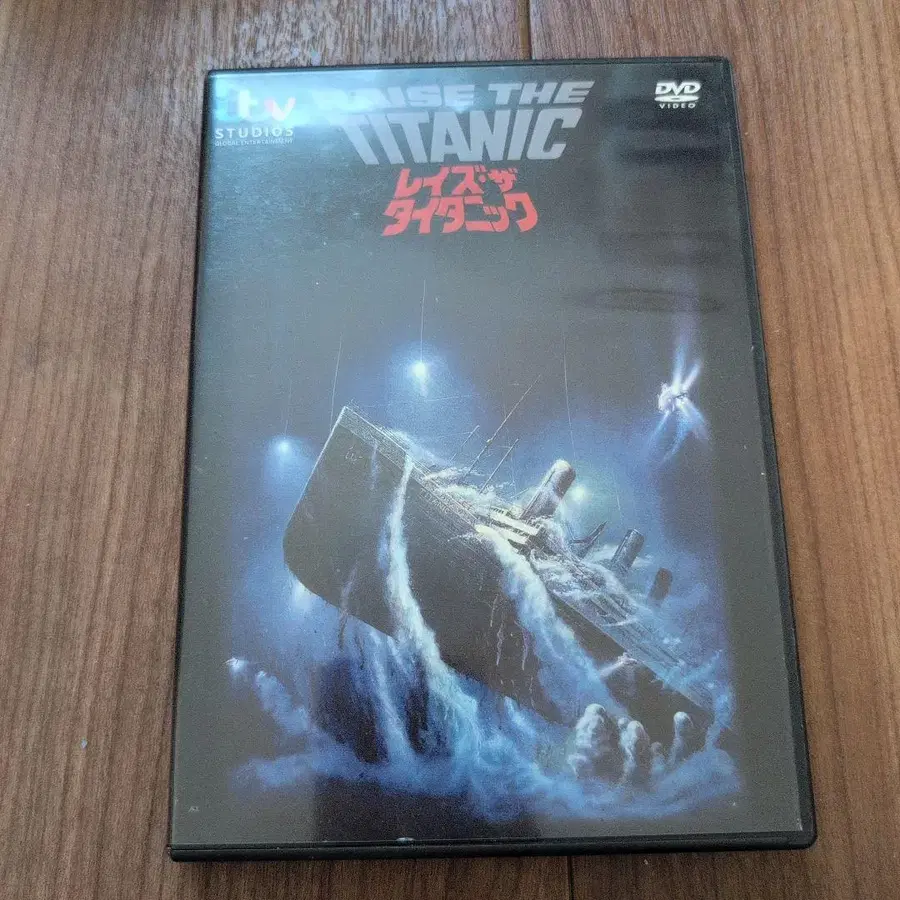 itv
STUDIOS
GLOBAL ENTERTAINMENT
RAISE THE
TITANIC
レイズ・ザ
タイタニック
DVD
VIDEO